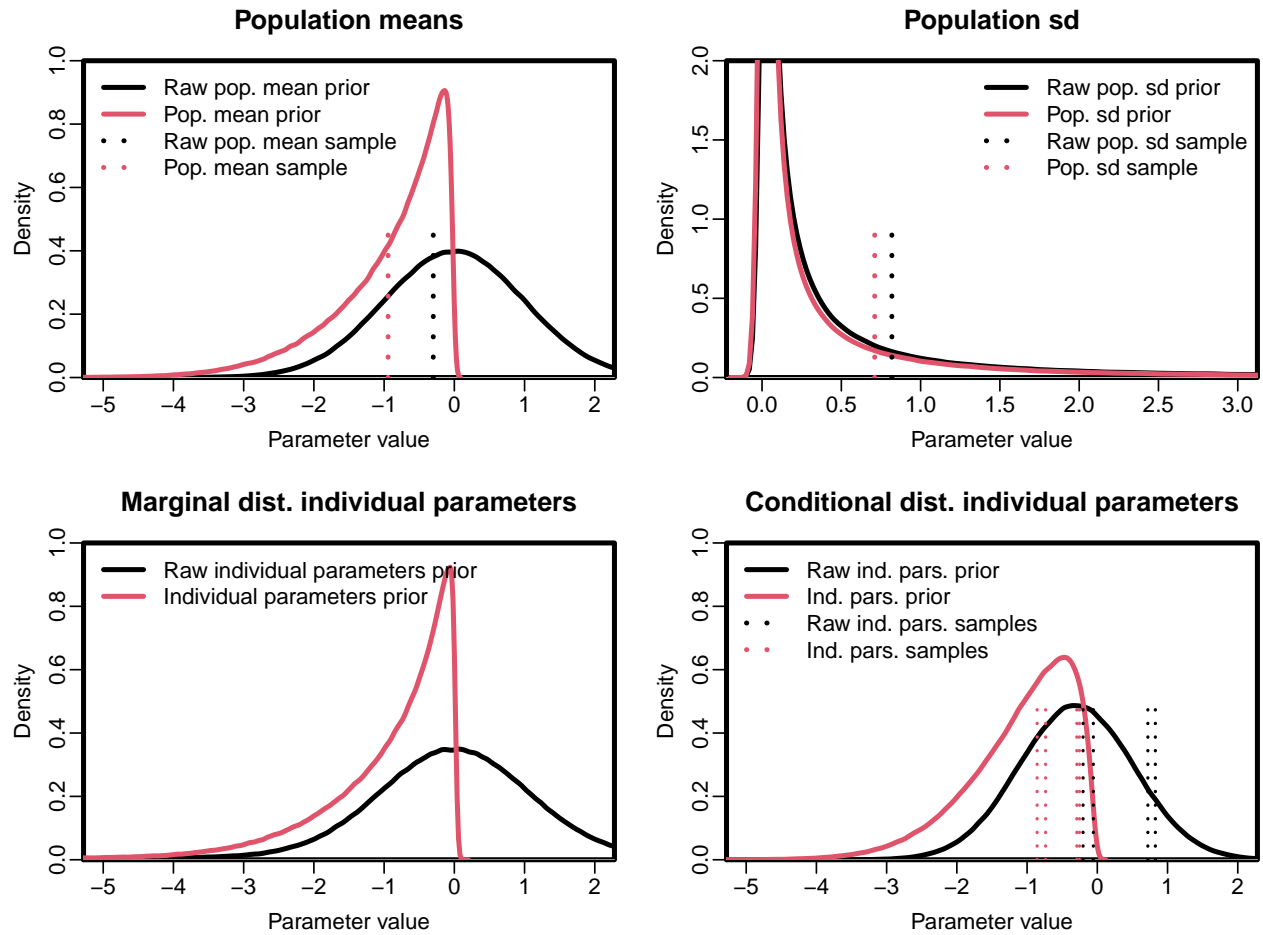 Population means
Density
0.0 0.2 0.4 0.6 0.8 1.0
Raw pop. mean prior
Pop. mean prior
Raw pop. mean sample
Pop. mean sample
−5 −4 −3 −2 −1 0 1 2
Parameter value
Population sd
Density
0.0 0.5 1.0 1.5 2.0
Raw pop. sd prior
Pop. sd prior
Raw pop. sd sample
Pop. sd sample
0.0 0.5 1.0 1.5 2.0 2.5 3.0
Parameter value
Marginal dist. individual parameters
Density
0.0 0.2 0.4 0.6 0.8 1.0
Raw individual parameters prior
Individual parameters prior
−5 −4 −3 −2 −1 0 1 2
Parameter value
Conditional dist. individual parameters
Density
0.0 0.2 0.4 0.6 0.8 1.0
Raw ind. pars. prior
Ind. pars. prior
Raw ind. pars. samples
Ind. pars. samples
−5 −4 −3 −2 −1 0 1 2
Parameter value